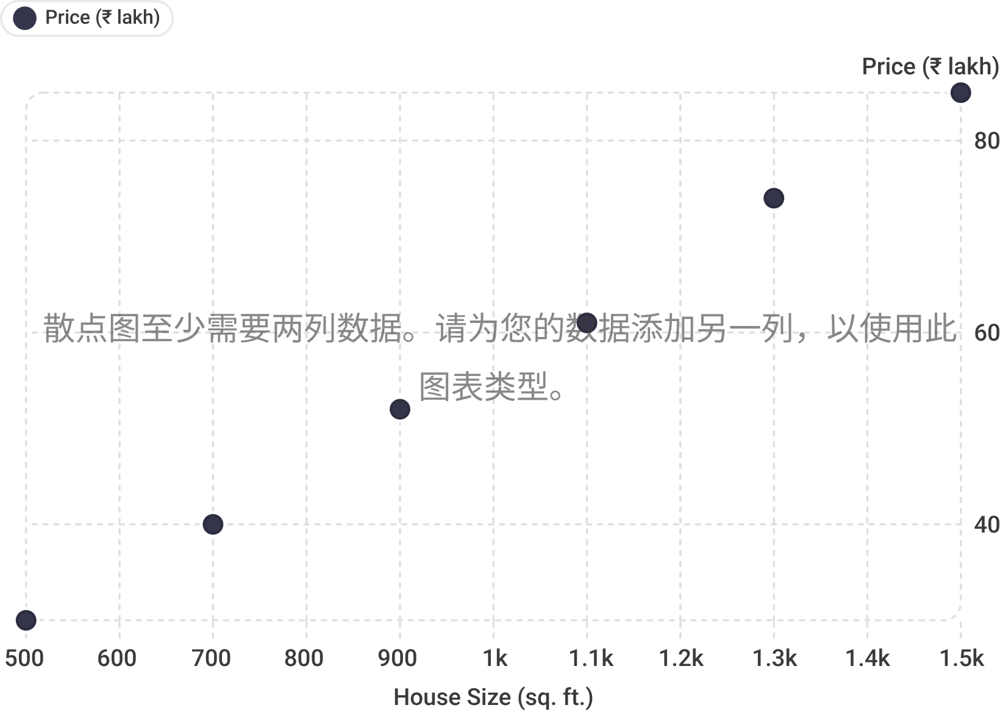 Price (₹ lakh)
Price (₹ lakh)
80
散点图至少需要两列数据。请为您的数据添加另一列，以使用此
60
图表类型。
40
500 600 700 800 900 1k 1.1k 1.2k 1.3k 1.4k 1.5k
House Size (sq. ft.)